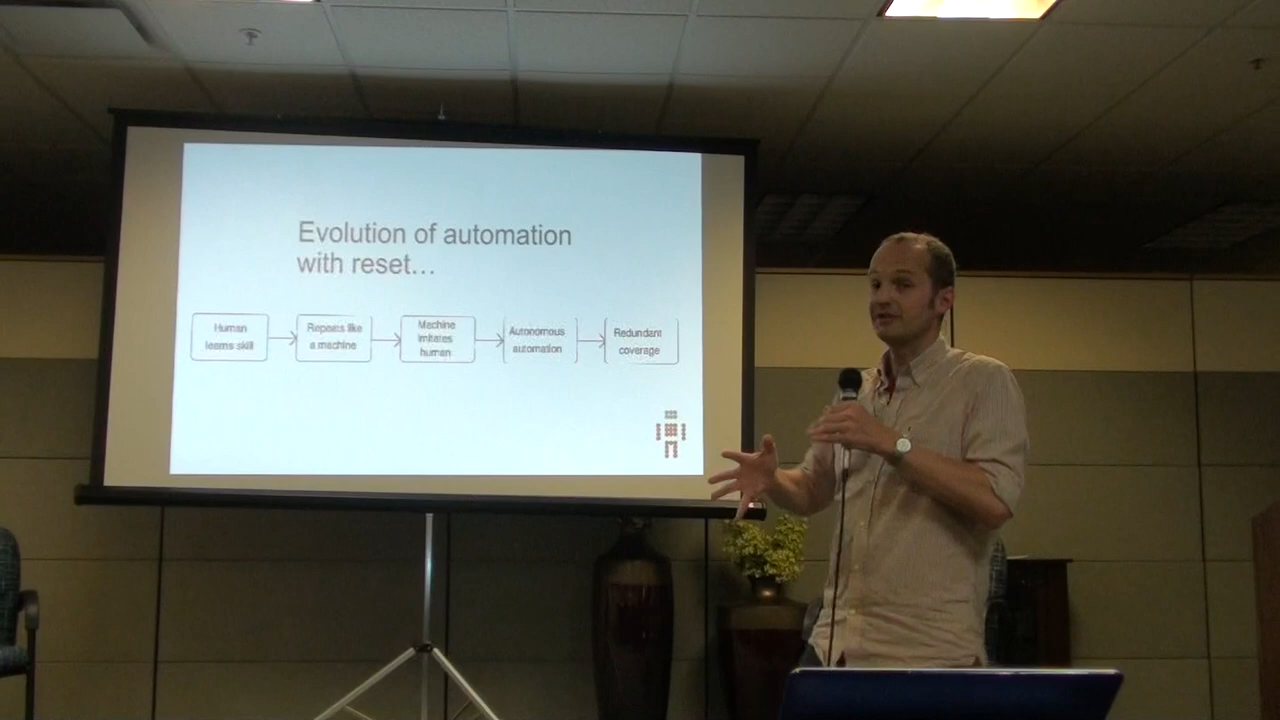 Evolution of automation
with reset...
Human
learns skill
Repeats like
a machine
Machine
imitates
human
Autonomous
automation
Redundant
coverage